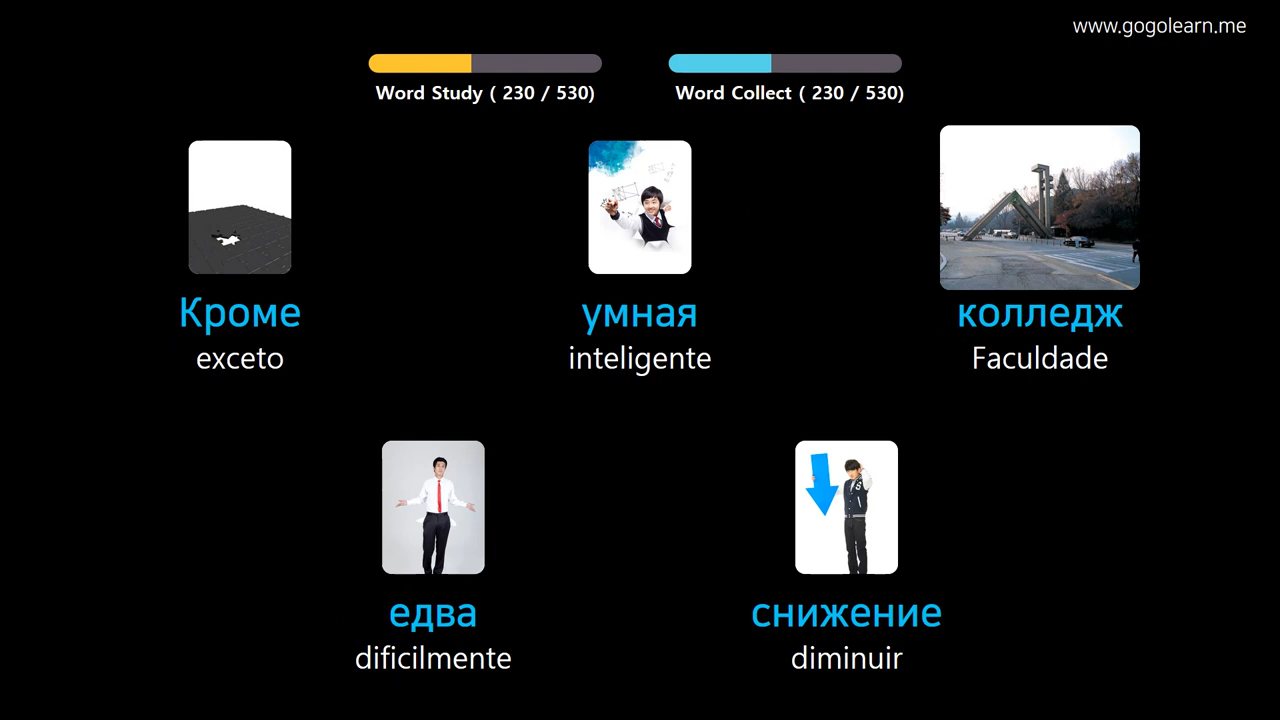 www.gogolearn.me
Word Study ( 230 / 530)
Word Collect ( 230 / 530)
Кроме
exceto
умная
inteligente
колледж
Faculdade
едва
dificilmente
снижение
diminuir